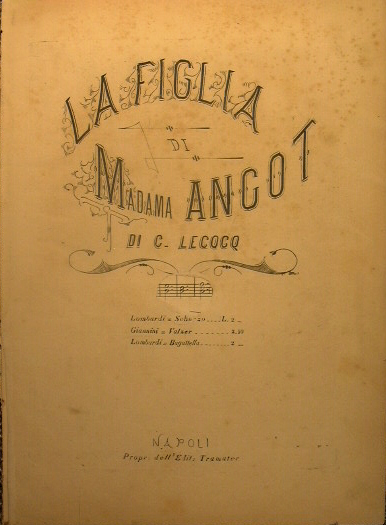 LA FIGLIA
DI
MADAMA ANGOT
DI C. LECOCQ
Lombardi = Scherzo .... L. 2 „
Giannini = Valzer ........ 2.50
Lombardi = Bagattella ...... 2 „
NAPOLI
Propr. dell' Edit. Tramater